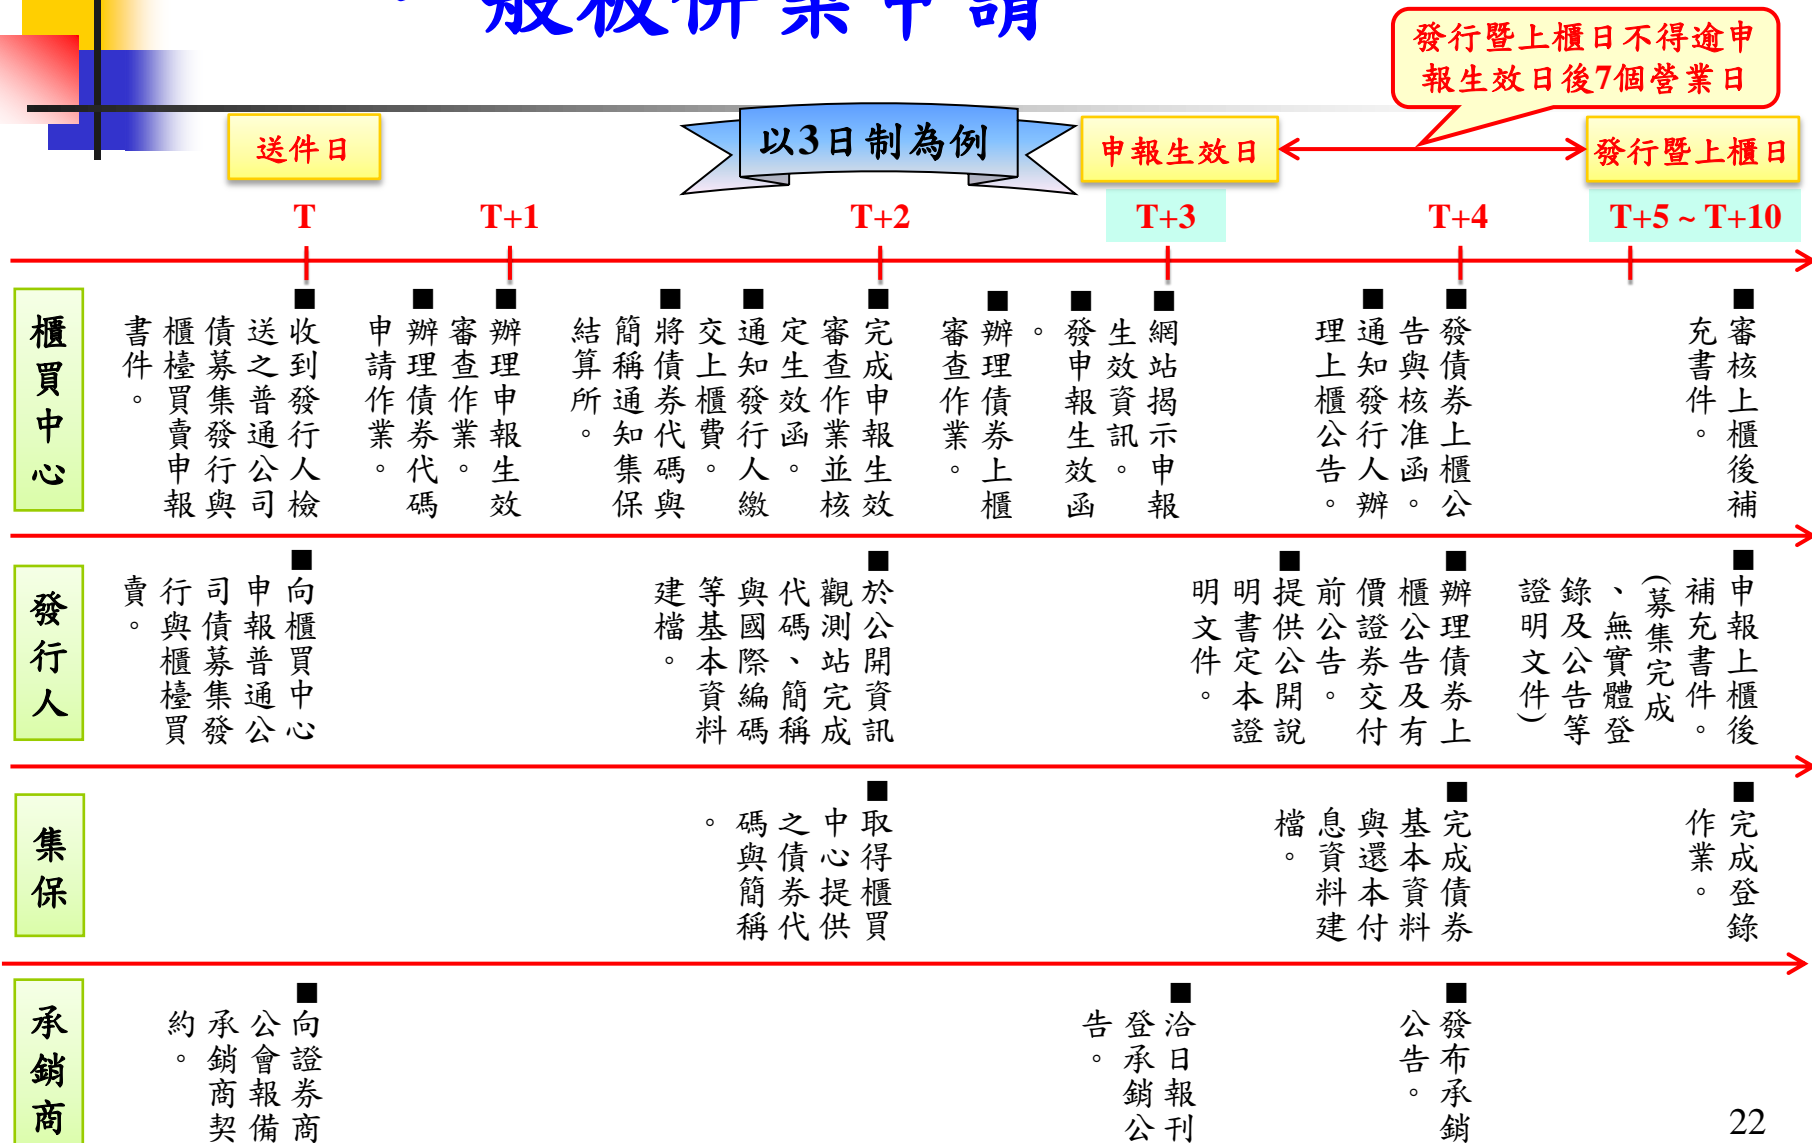 一般板併案申請
發行暨上櫃日不得逾申
報生效日後7個營業日
送件日
以3日制為例
申報生效日
發行暨上櫃日
T
T+1
T+2
T+3
T+4
T+5 ~ T+10
櫃買中心
■收到發行人檢
送之普通公司
債募集發行與
櫃檯買賣申報
書件。
■辦理申報生效
審查作業。
■辦理債券代碼
申請作業。
■完成申報生效
審查作業並核
定生效函。
■通知發行人繳
交上櫃費。
■將債券代碼與
簡稱通知集保
結算所。
■網站揭示申報
生效資訊。
■發申報生效函
。
■辦理債券上櫃
審查作業。
■發債券上櫃公
告與核准函。
■通知發行人辦
理上櫃公告。
■審核上櫃後補
充書件。
發行人
■向櫃買中心
申報普通公
司債募集發
行與櫃檯買
賣。
■於公開資訊
觀測站完成
代碼、簡稱
與國際編碼
等基本資料
建檔。
■辦理債券上
櫃公告及有
價證券交付
前公告。
■提供公開說
明書定本證
明文件。
■申報上櫃後
補充書件。
(募集完成
、無實體登
錄及公告等
證明文件)
集保
■取得櫃買
中心提供
之債券代
碼與簡稱
。
■完成債券
基本資料
與還本付
息資料建
檔。
■完成登錄
作業。
承銷商
■向證券商
公會報備
承銷商契
約。
■洽日報刊
登承銷公
告。
■發布承銷
公告。
22